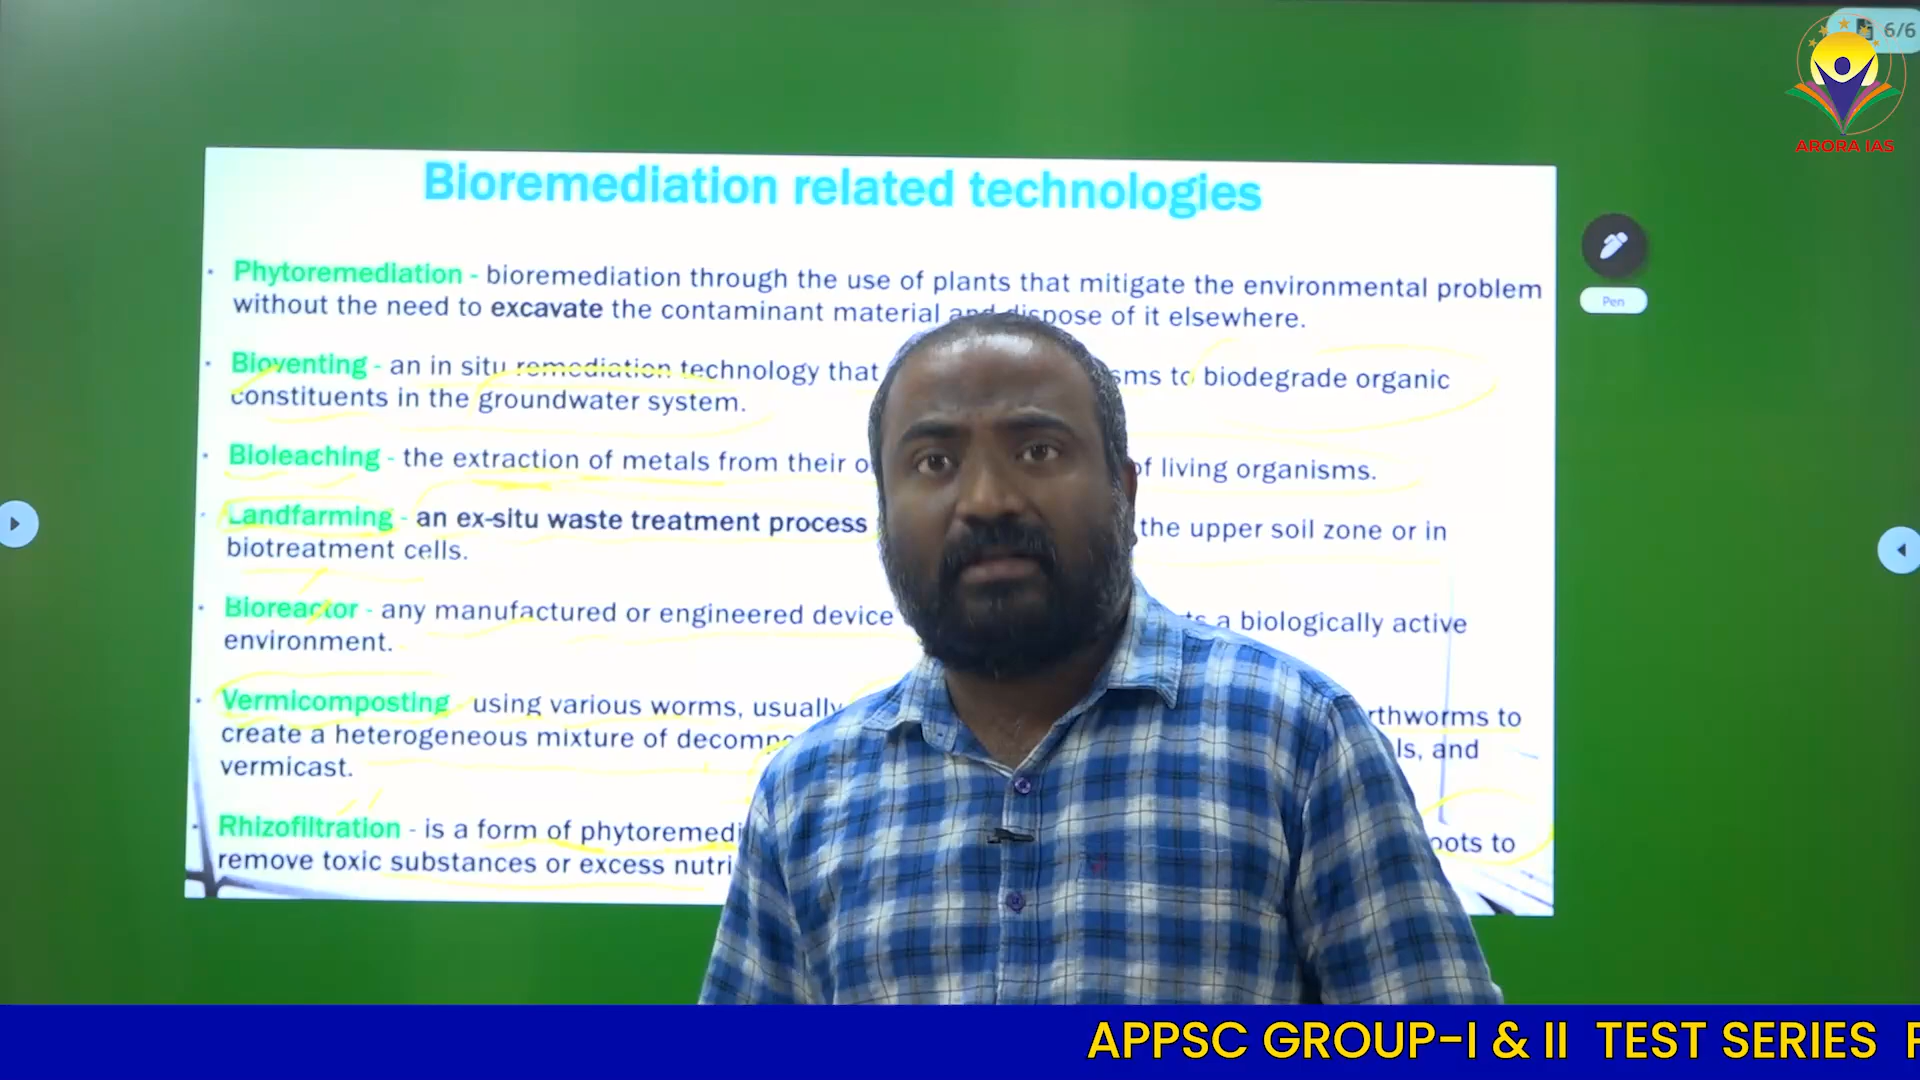 6/6
ARORA IAS
Bioremediation related technologies
Pen
Phytoremediation - bioremediation through the use of plants that mitigate the environmental problem
without the need to excavate the contaminant material and dispose of it elsewhere.
Bioventing - an in situ remediation technology that to biodegrade organic
constituents in the groundwater system.
Bioleaching - the extraction of metals from their of living organisms.
Landfarming - an ex-situ waste treatment process the upper soil zone or in
biotreatment cells.
Bioreactor - any manufactured or engineered device a biologically active
environment.
Vermicomposting - using various worms, usually to
create a heterogeneous mixture of and
vermicast.
Rhizofiltration - is a form of to
remove toxic substances or excess
APPSC GROUP-I & II TEST SERIES